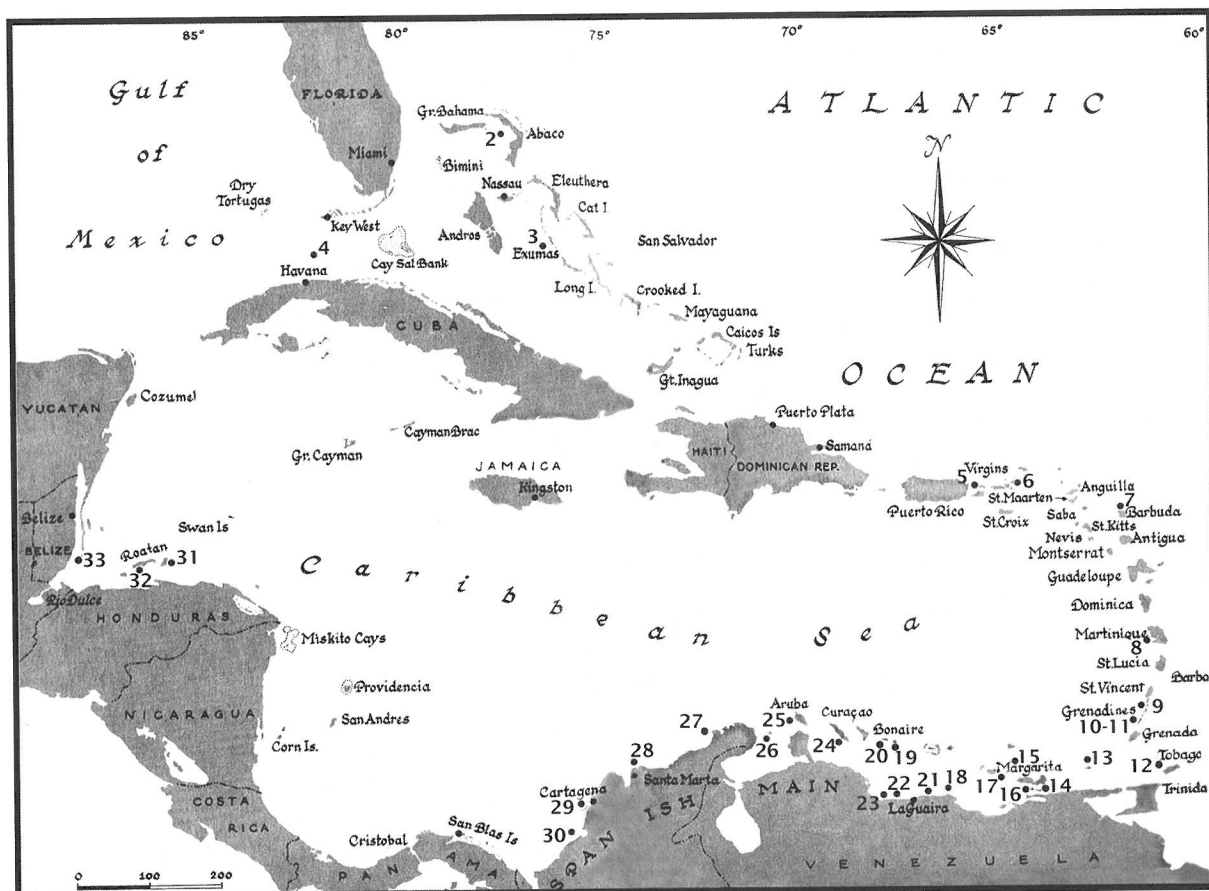 85° 80° 75° 70° 65° 60°
Gulf
of
Mexico
ATLANTIC
OCEAN
N
FLORIDA
Miami
Dry
Tortugas
Key West
4
Havana
Cay Sal Bank
Gr. Bahama
2
Abaco
Bimini
Nassau
Eleuthera
Cat I
Andros
3
Exumas
San Salvador
Long I.
Crooked I.
Mayaguana
Caicos Is
Turks
Gt. Inagua
CUBA
YUCATAN
Cozumel
Cayman Brac
Gr. Cayman
JAMAICA
Kingston
HAITI
DOMINICAN REP.
Puerto Plata
Samaná
Puerto Rico
5
Virgins
6
St. Maarten
Anguilla
7
Saba
Barbuda
St. Croix
St. Kitts
Nevis
Antigua
Montserrat
Guadeloupe
Dominica
Martinique
8
St. Lucia
Barbo
St. Vincent
9
Grenadines
10-11
Grenada
Tobago
12
Trinida
Belize
BELIZE
33
Swan Is
Roatan
31
32
Rio Dulce
HONDURAS
Caribbean Sea
Miskito Cays
Providencia
San Andres
NICARAGUA
Corn Is.
COSTA
RICA
Cristobal
San Blas Is
PANAMA
27
28
Santa Marta
Cartagena
29
30
SPANISH MAIN
Aruba
25
26
Curaçao
24
Bonaire
20
19
22
21
18
23
La Guaira
15
Margarita
17
16
14
13
VENEZUELA
0 100 200